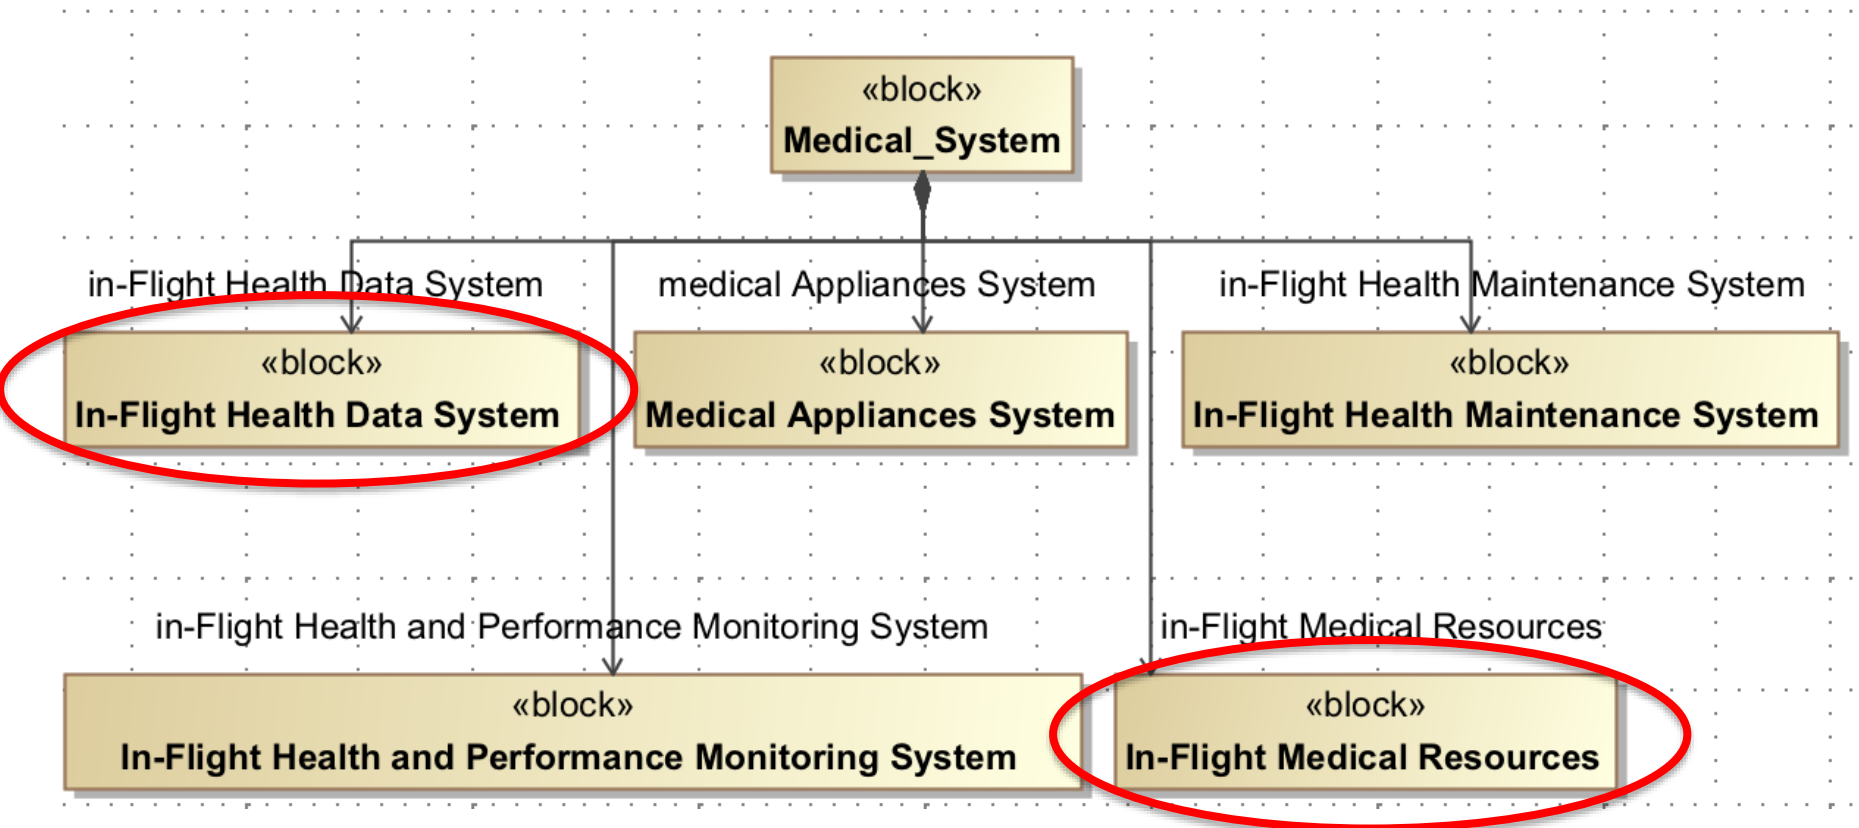 «block»
Medical_System
in-Flight Health Data System
medical Appliances System
in-Flight Health Maintenance System
«block»
In-Flight Health Data System
«block»
Medical Appliances System
«block»
In-Flight Health Maintenance System
in-Flight Health and Performance Monitoring System
in-Flight Medical Resources
«block»
In-Flight Health and Performance Monitoring System
«block»
In-Flight Medical Resources